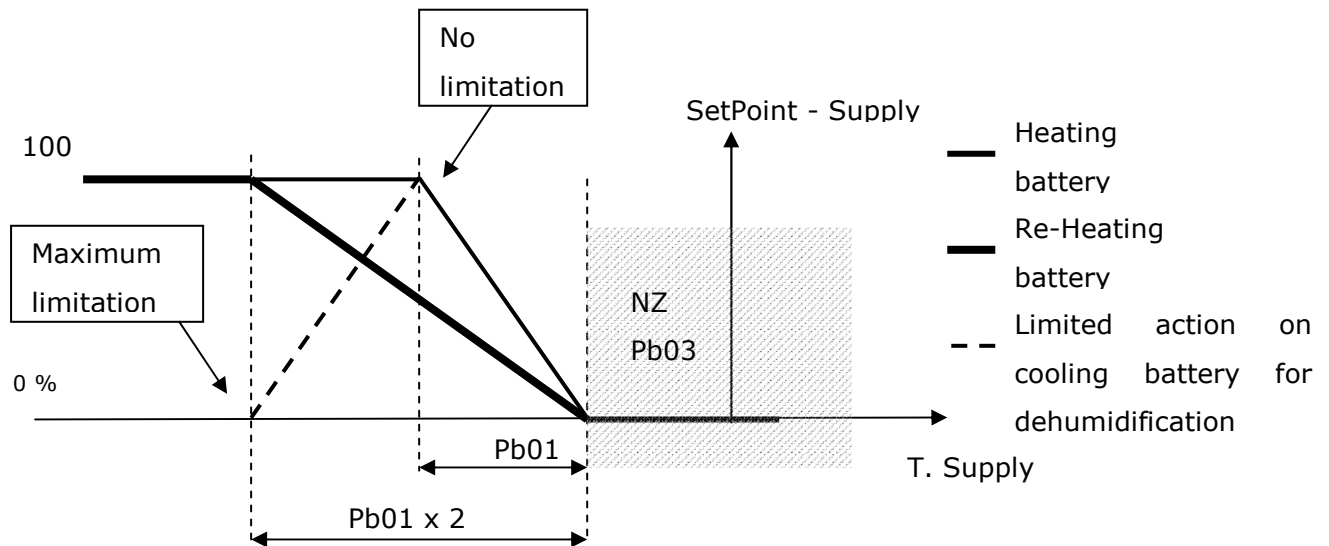 No
limitation
SetPoint - Supply
100
Maximum
limitation
0 %
NZ
Pb03
Pb01
Pb01 x 2
T. Supply
Heating
battery
Re-Heating
battery
Limited action on
cooling battery for
dehumidification